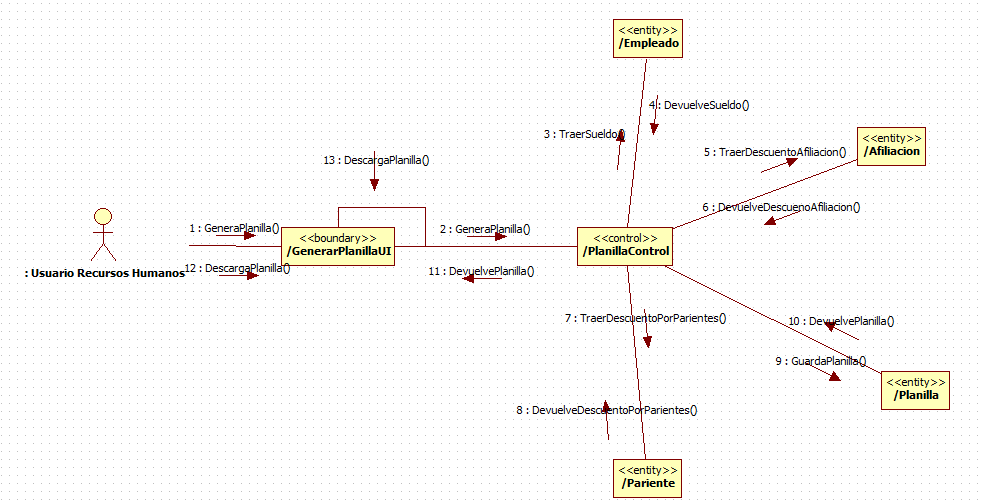 <<entity>>
/Empleado
4 : DevuelveSueldo()
3 : TraerSueldo()
5 : TraerDescuentoAfiliacion()
<<entity>>
/Afiliacion
13 : DescargaPlanilla()
6 : DevuelveDescuenoAfiliacion()
1 : GeneraPlanilla()
2 : GeneraPlanilla()
<<boundary>>
/GenerarPlanillaUI
<<control>>
/PlanillaControl
: Usuario Recursos Humanos
12 : DescargaPlanilla()
11 : DevuelvePlanilla()
7 : TraerDescuentoPorParientes()
10 : DevuelvePlanilla()
9 : GuardaPlanilla()
<<entity>>
/Planilla
8 : DevuelveDescuentoPorParientes()
<<entity>>
/Pariente